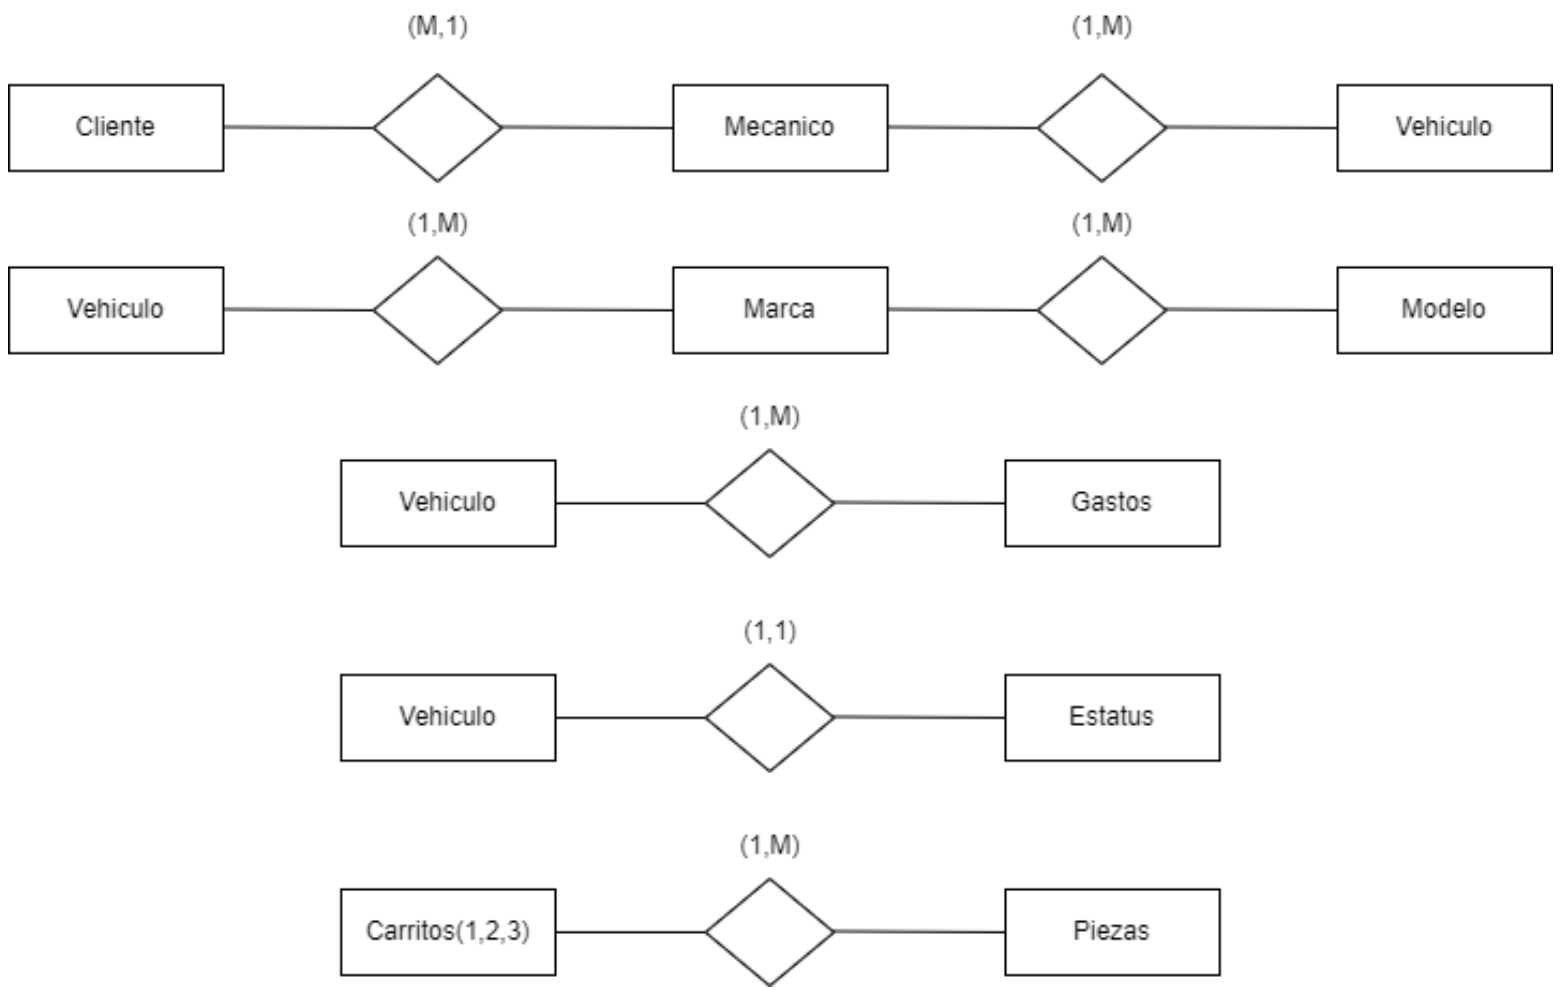 (M,1)
(1,M)
Cliente
Mecanico
Vehiculo
(1,M)
(1,M)
Vehiculo
Marca
Modelo
(1,M)
Vehiculo
Gastos
(1,1)
Vehiculo
Estatus
(1,M)
Carritos(1,2,3)
Piezas